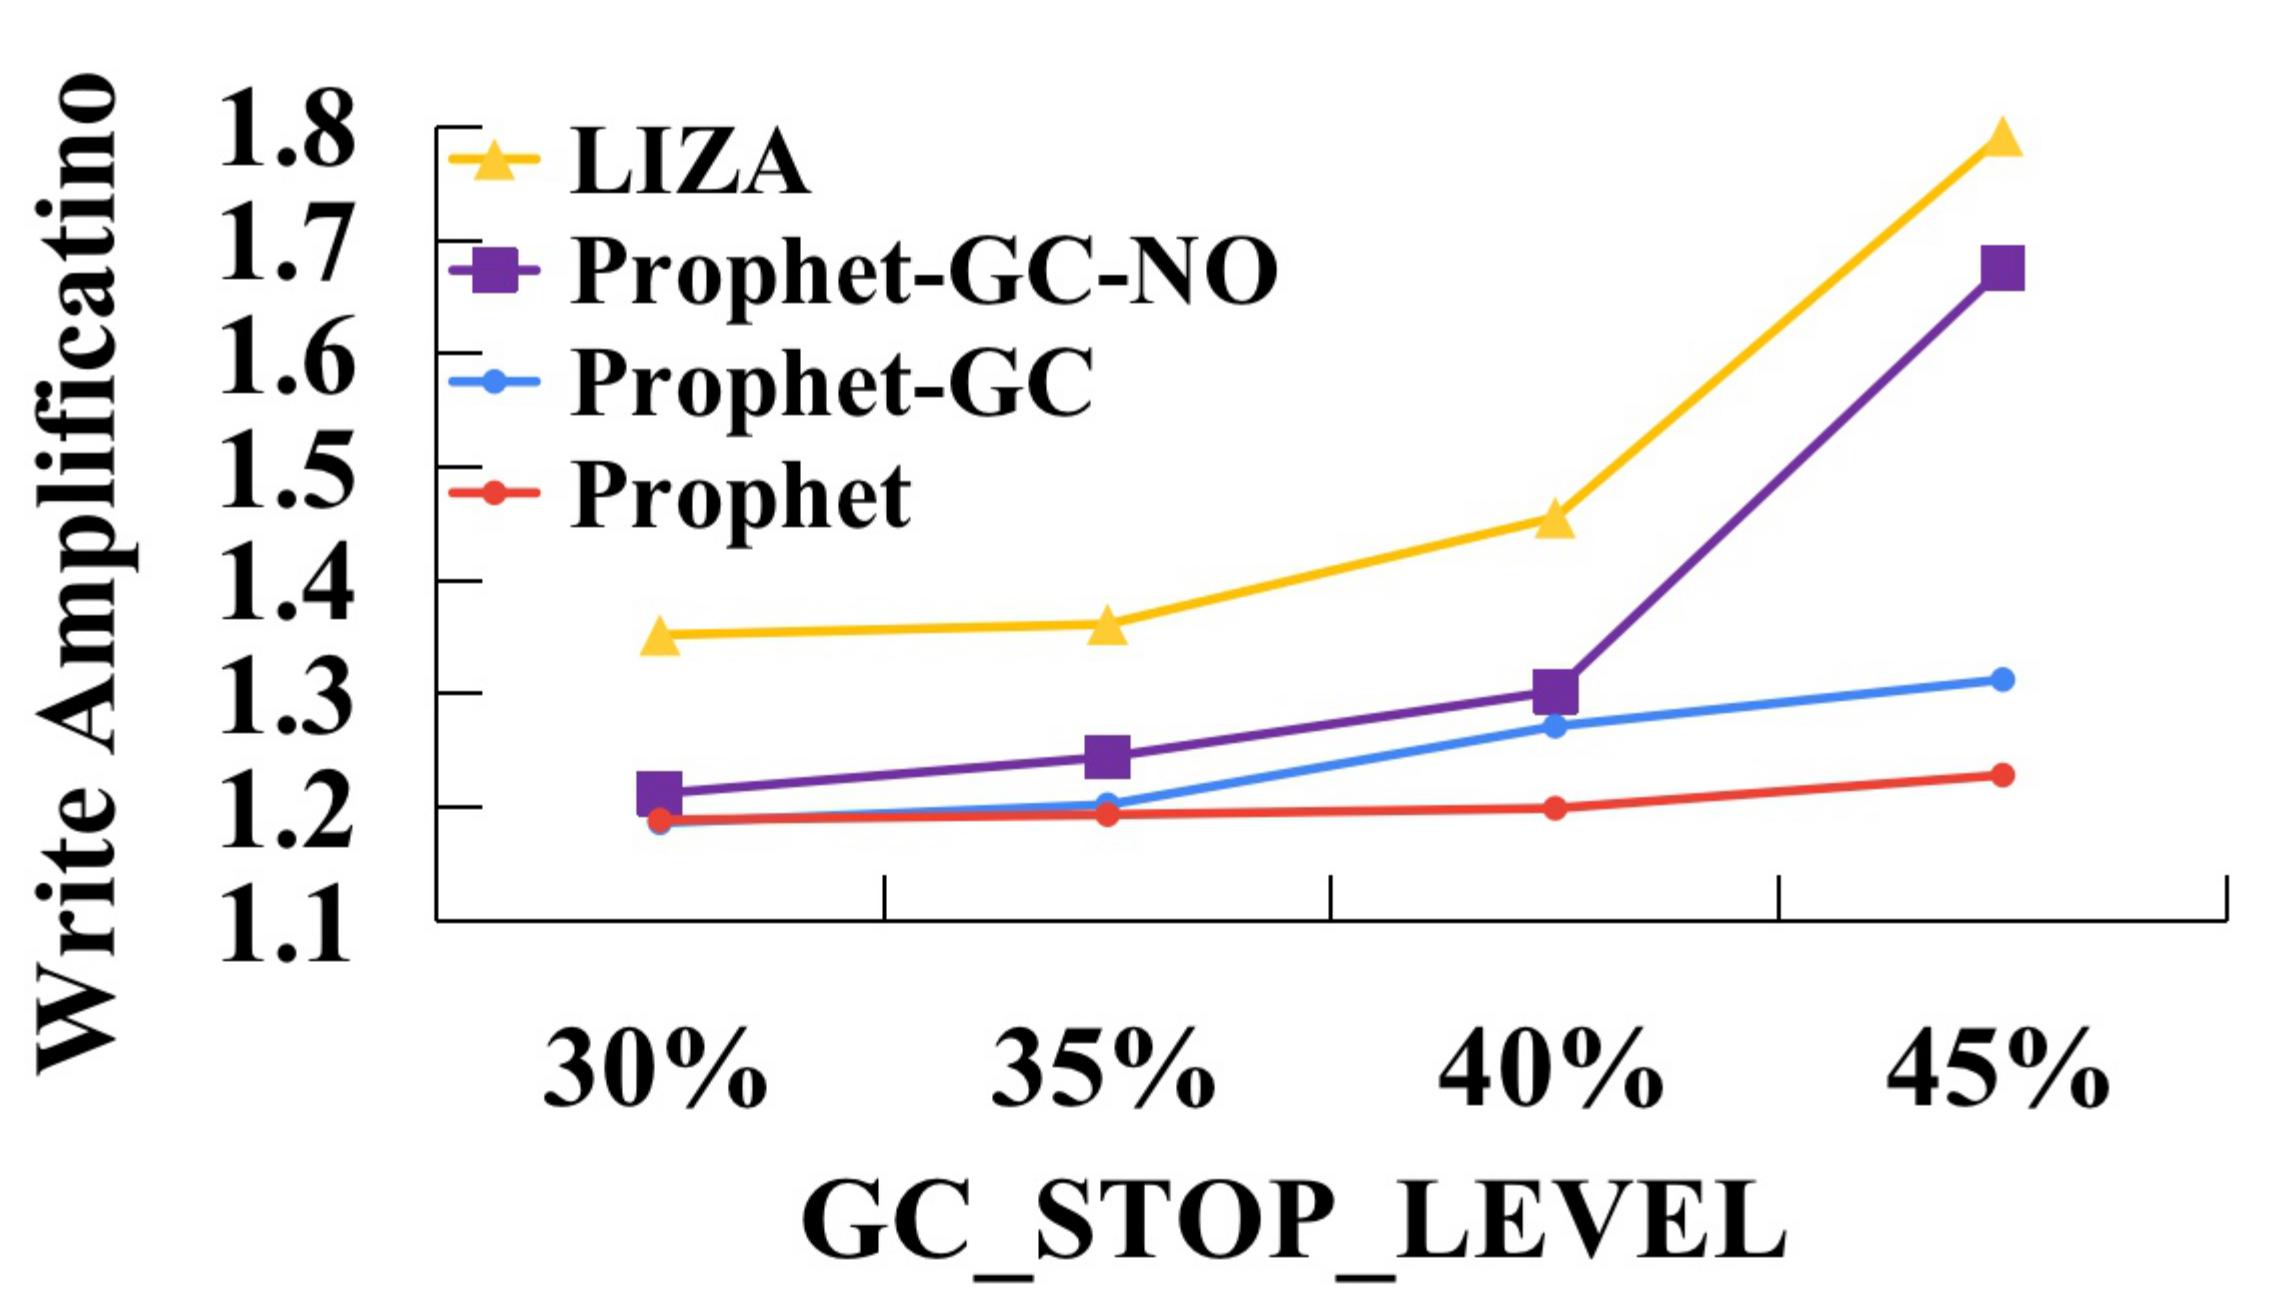 Write Amplificatino
1.8
1.7
1.6
1.5
1.4
1.3
1.2
1.1
LIZA
Prophet-GC-NO
Prophet-GC
Prophet
30% 35% 40% 45%
GC_STOP_LEVEL